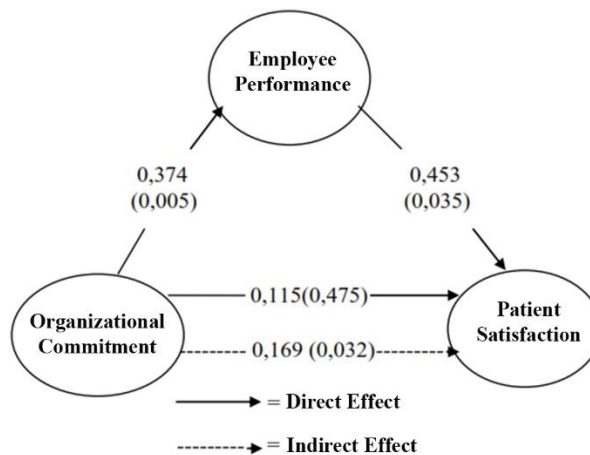 Employee
Performance
0,374
(0,005)
0,453
(0,035)
0,115(0,475)
Organizational
Commitment
Patient
Satisfaction
0,169 (0,032)
= Direct Effect
= Indirect Effect